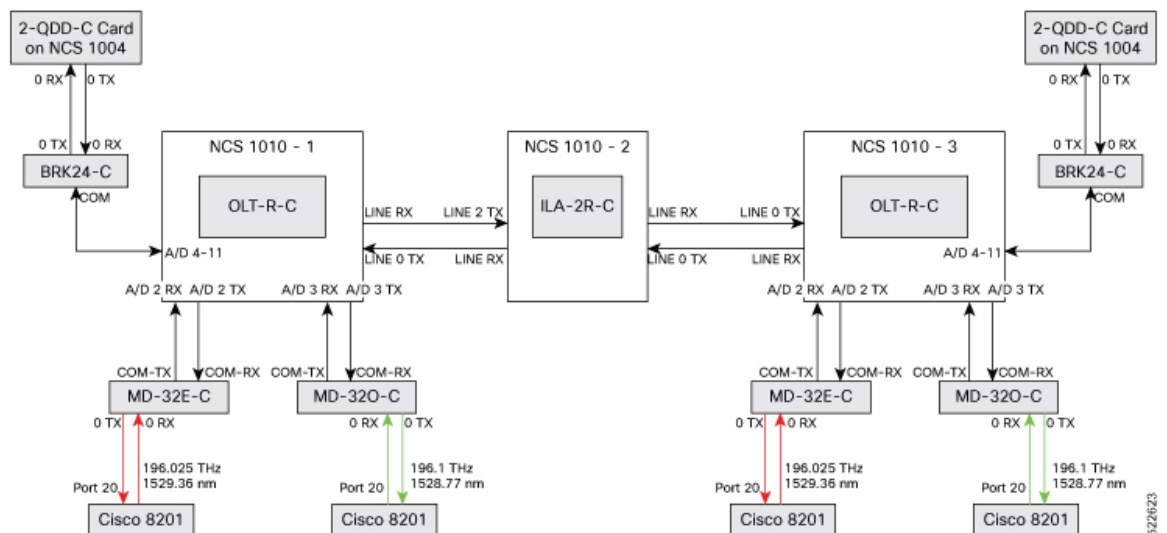 2-QDD-C Card
on NCS 1004
0 RX
0 TX
0 TX
0 RX
BRK24-C
COM
NCS 1010 - 1
OLT-R-C
A/D 4-11
A/D 2 RX
A/D 2 TX
A/D 3 RX
A/D 3 TX
LINE RX
LINE 2 TX
LINE 0 TX
LINE RX
NCS 1010 - 2
ILA-2R-C
LINE RX
LINE 0 TX
LINE 0 TX
LINE RX
NCS 1010 - 3
OLT-R-C
A/D 4-11
A/D 2 RX
A/D 2 TX
A/D 3 RX
A/D 3 TX
2-QDD-C Card
on NCS 1004
0 RX
0 TX
0 TX
0 RX
BRK24-C
COM
COM-TX
COM-RX
MD-32E-C
0 TX
0 RX
196.025 THz
1529.36 nm
Port 20
Cisco 8201
COM-TX
COM-RX
MD-32O-C
0 RX
0 TX
196.1 THz
1528.77 nm
Port 20
Cisco 8201
COM-TX
COM-RX
MD-32E-C
0 TX
0 RX
196.025 THz
1529.36 nm
Port 20
Cisco 8201
COM-TX
COM-RX
MD-32O-C
0 RX
0 TX
196.1 THz
1528.77 nm
Port 20
Cisco 8201
522623